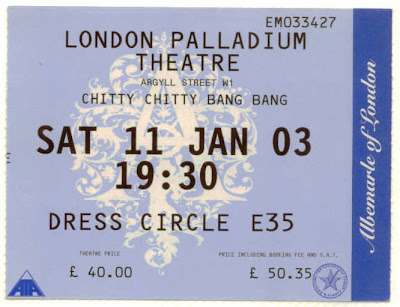 EMO33427
LONDON PALLADIUM
THEATRE
ARGYLL STREET W1
CHITTY CHITTY BANG BANG
SAT 11 JAN 03
19:30
DRESS CIRCLE E35
THEATRE PRICE
PRICE INCLUDING BOOKING FEE AND V.A.T.
£ 40.00
£ 50.35
Albemarle of London